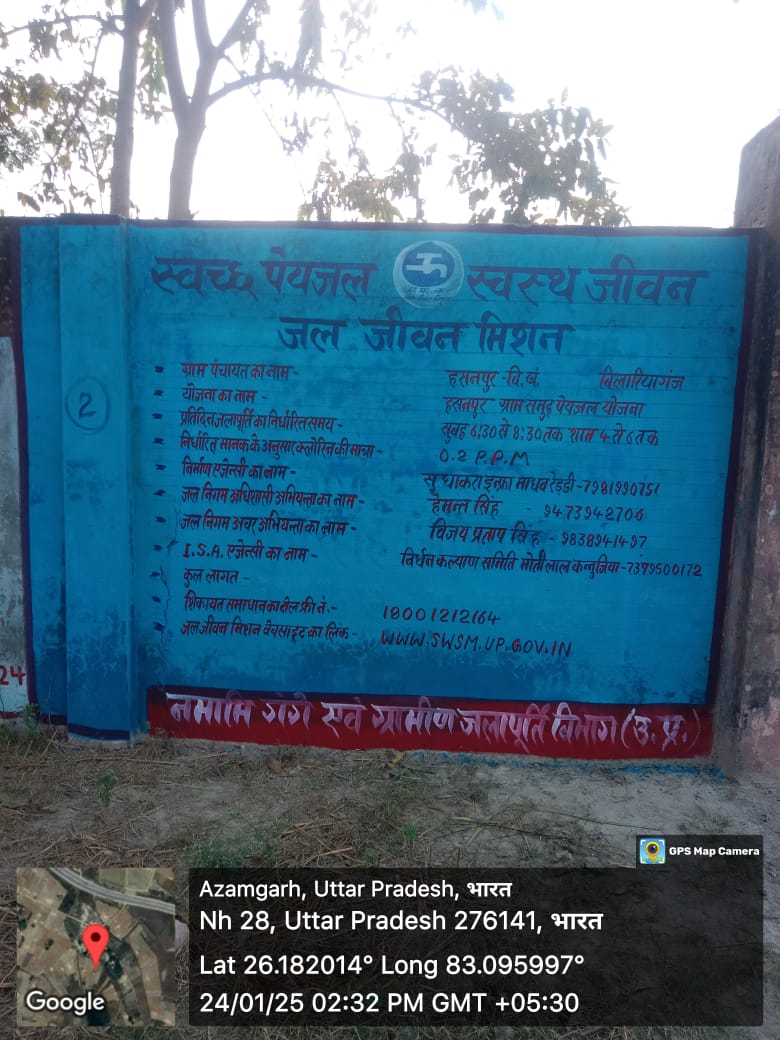 स्वच्छ पेयजल स्वस्थ जीवन
जल जीवन मिशन
2
ग्राम पंचायत का नाम - हसनपुर -वि.खं. बिलारियागंज
योजना का नाम - हसनपुर ग्राम समूह पेयजल योजना
प्रतिदिन जलापूर्ति का निर्धारित समय - सुबह 6:30 से 8:30 तक शाम 4 से 6 तक
निर्धारित मानक के अनुसार क्लोरिन की मात्रा - 0.2 P.P.M
निर्माण एजेन्सी का नाम - सुधाकरा इन्फ्रा माधव रेड्डी - 7981990751
जल निगम अधिशासी अभियन्ता का नाम - हेमन्त सिंह - 9473942706
जल निगम अवर अभियन्ता का नाम - विजय प्रताप सिंह - 9838941497
I.S.A. एजेन्सी का नाम - निर्धन कल्याण समिति मोती लाल कन्नुजिया - 7379500172
कुल लागत -
शिकायत समाधान का टोल फ्री नं.- 18001212164
जल जीवन मिशन वेबसाइट का लिंक - WWW.SWSM.UP.GOV.IN
नमामि गंगे एवं ग्रामीण जलापूर्ति विभाग (उ.प्र.)
24
GPS Map Camera
Azamgarh, Uttar Pradesh, भारत
Nh 28, Uttar Pradesh 276141, भारत
Lat 26.182014° Long 83.095997°
24/01/25 02:32 PM GMT +05:30
Google